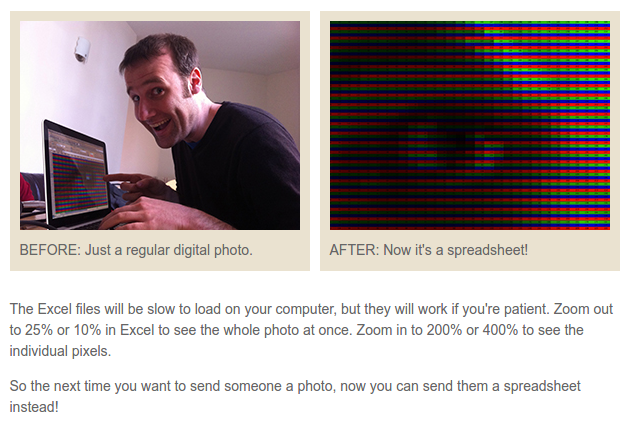 BEFORE: Just a regular digital photo.
AFTER: Now it's a spreadsheet!
The Excel files will be slow to load on your computer, but they will work if you're patient. Zoom out
to 25% or 10% in Excel to see the whole photo at once. Zoom in to 200% or 400% to see the
individual pixels.
So the next time you want to send someone a photo, now you can send them a spreadsheet
instead!